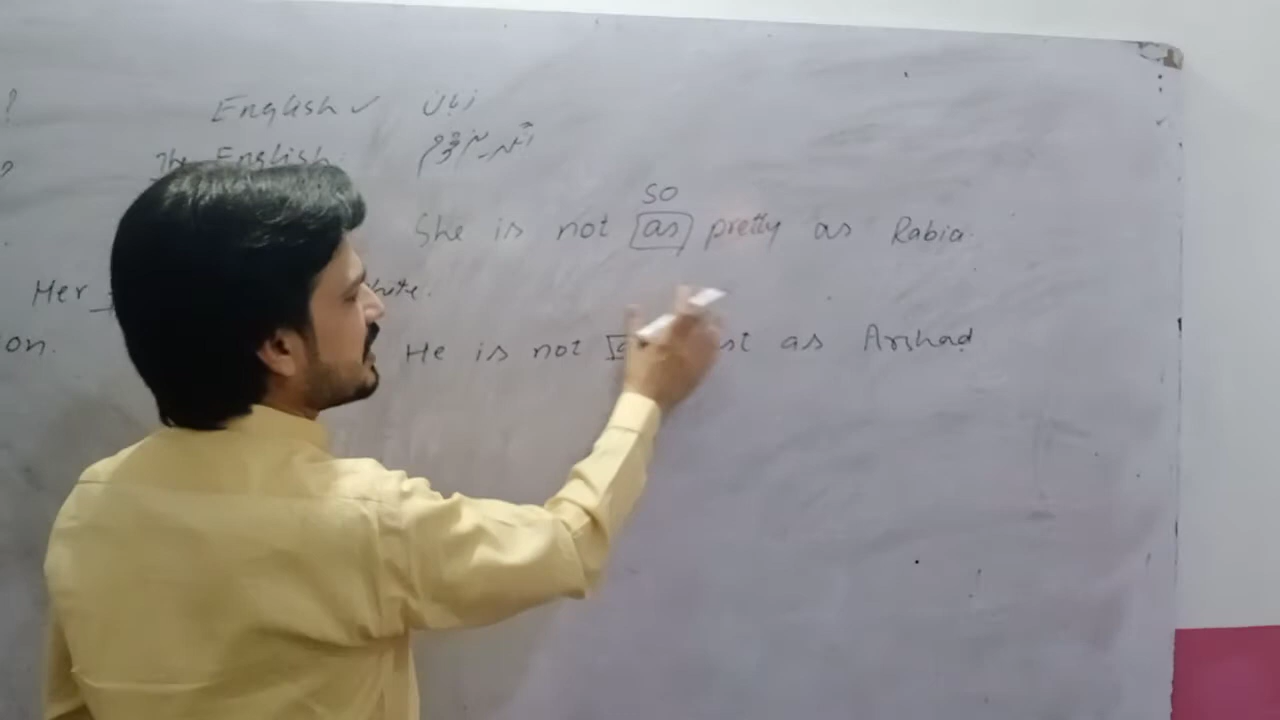 ?
English ✓ زبان
?
The English انگریز قوم
so
She is not as pretty as Rabia.
Her
on.
He is not as Arshad